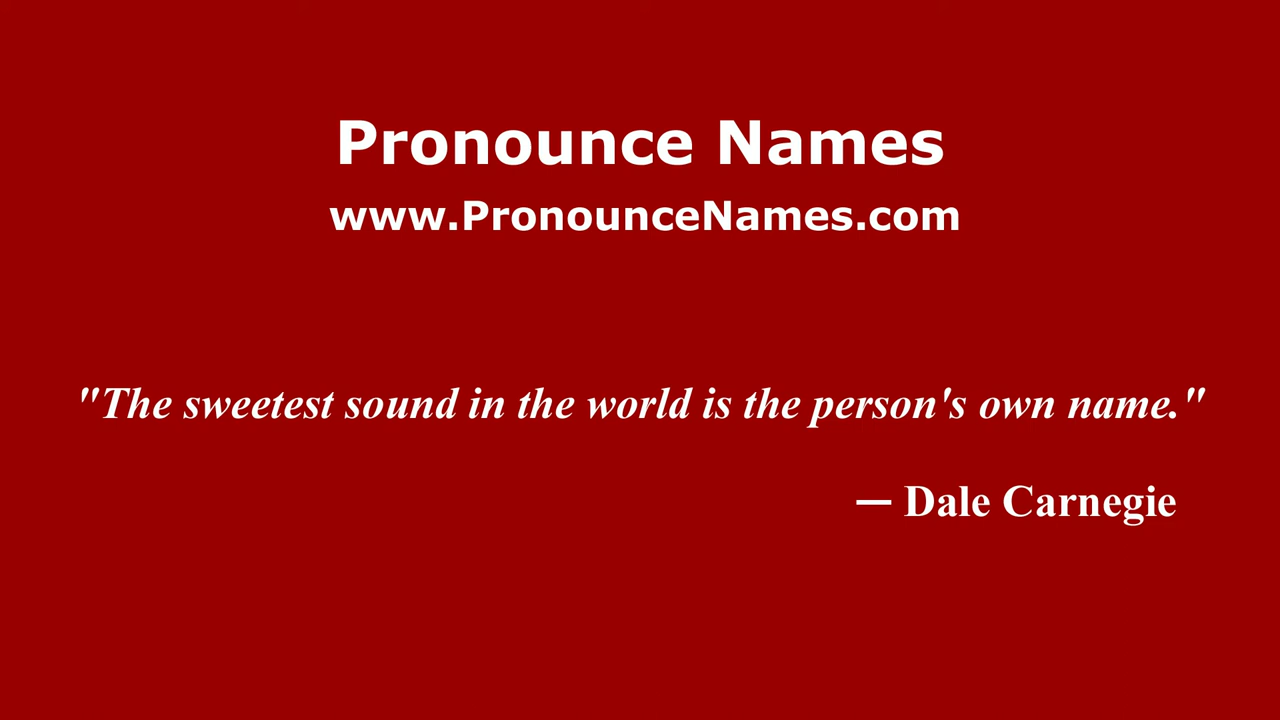 Pronounce Names
www.PronounceNames.com
"The sweetest sound in the world is the person's own name."
— Dale Carnegie